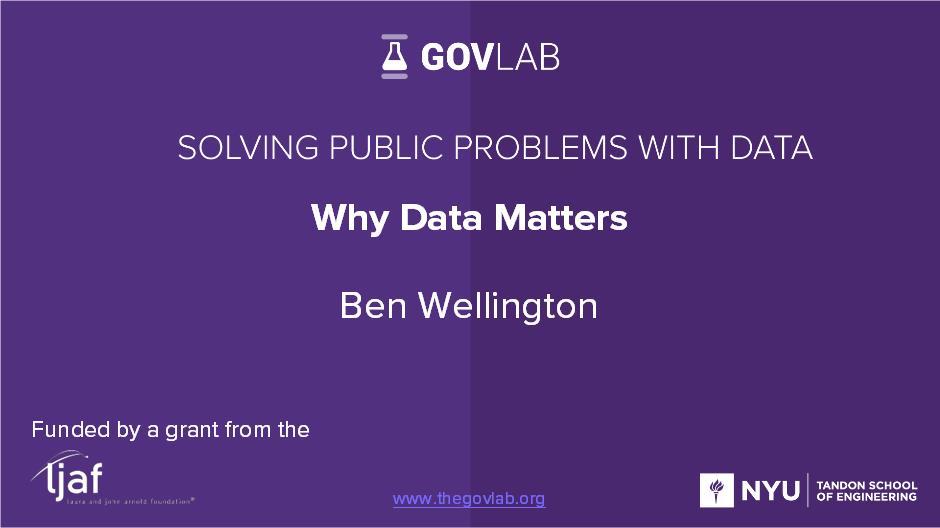 GOVLAB
SOLVING PUBLIC PROBLEMS WITH DATA
Why Data Matters
Ben Wellington
Funded by a grant from the
ljaf
laura and john arnold foundation®
www.thegovlab.org
NYU
TANDON SCHOOL
OF ENGINEERING